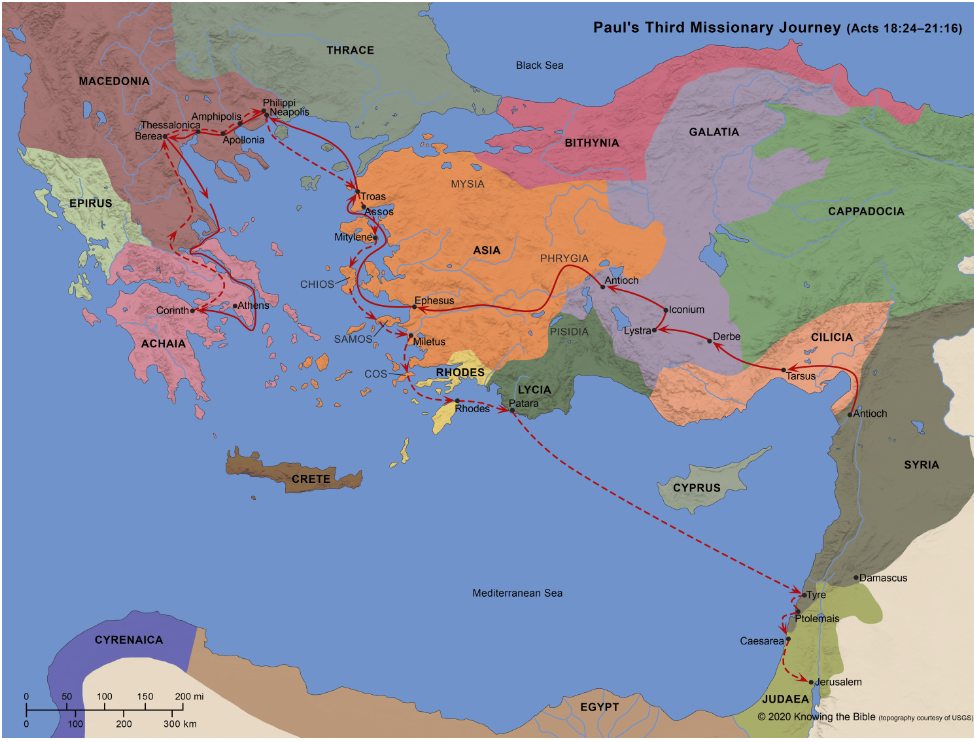 Paul's Third Missionary Journey (Acts 18:24–21:16)
THRACE
Black Sea
MACEDONIA
Philippi
Neapolis
Amphipolis
Thessalonica
Berea
Apollonia
BITHYNIA
GALATIA
EPIRUS
MYSIA
Troas
Assos
CAPPADOCIA
Mitylene
ASIA
PHRYGIA
CHIOS
Antioch
Ephesus
Athens
Corinth
Iconium
Lystra
Derbe
PISIDIA
CILICIA
SAMOS
Miletus
ACHAIA
COS
RHODES
Tarsus
LYCIA
Rhodes
Patara
Antioch
SYRIA
CRETE
CYPRUS
Damascus
Mediterranean Sea
Tyre
Ptolemais
CYRENAICA
Caesarea
Jerusalem
0 50 100 150 200 mi
0 100 200 300 km
JUDAEA
EGYPT
© 2020 Knowing the Bible (topography courtesy of USGS)